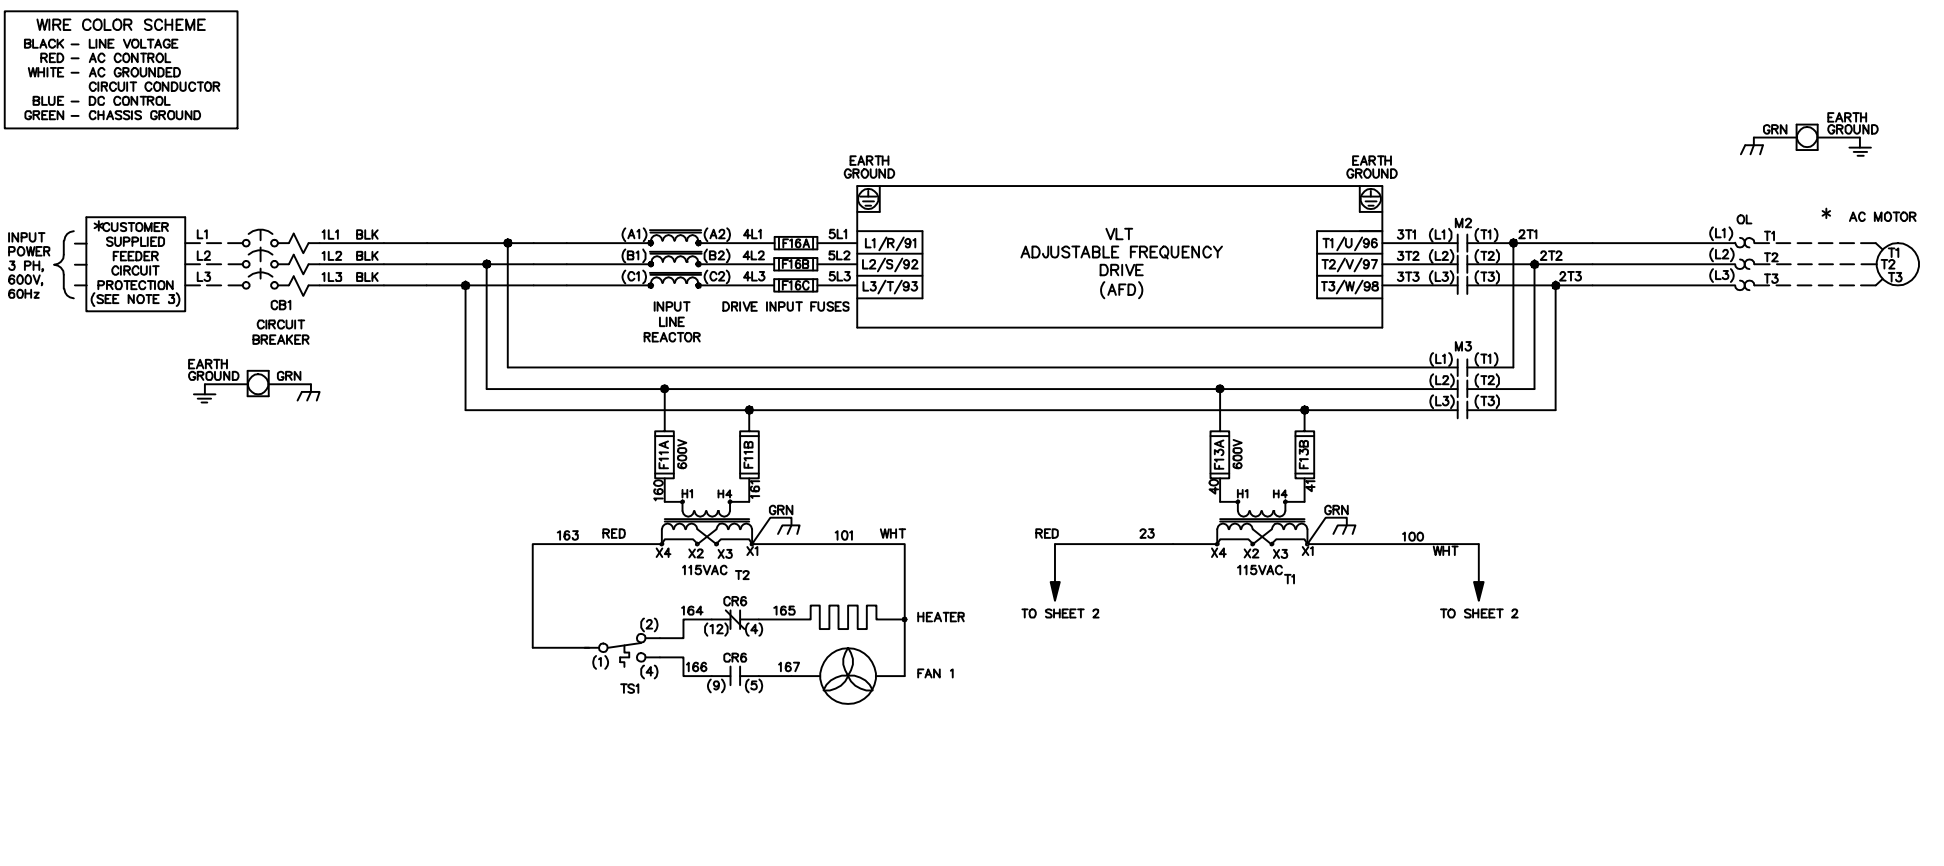 WIRE COLOR SCHEME
BLACK – LINE VOLTAGE
RED – AC CONTROL
WHITE – AC GROUNDED
CIRCUIT CONDUCTOR
BLUE – DC CONTROL
GREEN – CHASSIS GROUND
GRN
EARTH
GROUND
EARTH
GROUND
EARTH
GROUND
INPUT
POWER
3 PH,
600V,
60Hz
*CUSTOMER
SUPPLIED
FEEDER
CIRCUIT
PROTECTION
(SEE NOTE 3)
L1
L2
L3
CB1
CIRCUIT
BREAKER
1L1 BLK
1L2 BLK
1L3 BLK
(A1) (A2) 4L1 F16A 5L1
(B1) (B2) 4L2 F16B 5L2
(C1) (C2) 4L3 F16C 5L3
INPUT
LINE
REACTOR
DRIVE INPUT FUSES
L1/R/91
L2/S/92
L3/T/93
VLT
ADJUSTABLE FREQUENCY
DRIVE
(AFD)
T1/U/96
T2/V/97
T3/W/98
M2
3T1 (L1) (T1) 2T1
3T2 (L2) (T2) 2T2
3T3 (L3) (T3) 2T3
OL
(L1) T1
(L2) T2
(L3) T3
* AC MOTOR
T1
T2
T3
M3
(L1) (T1)
(L2) (T2)
(L3) (T3)
EARTH
GROUND
GRN
F11A
600V
F11B
160
161
H1 H4
GRN
163 RED
101 WHT
X4 X2 X3 X1
115VAC T2
F13A
600V
F13B
40
41
H1 H4
GRN
RED 23
100
WHT
X4 X2 X3 X1
115VAC T1
TO SHEET 2
TO SHEET 2
164 CR6 165
(12) (4)
HEATER
(2)
(1)
(4)
TS1
166 CR6 167
(9) (5)
FAN 1